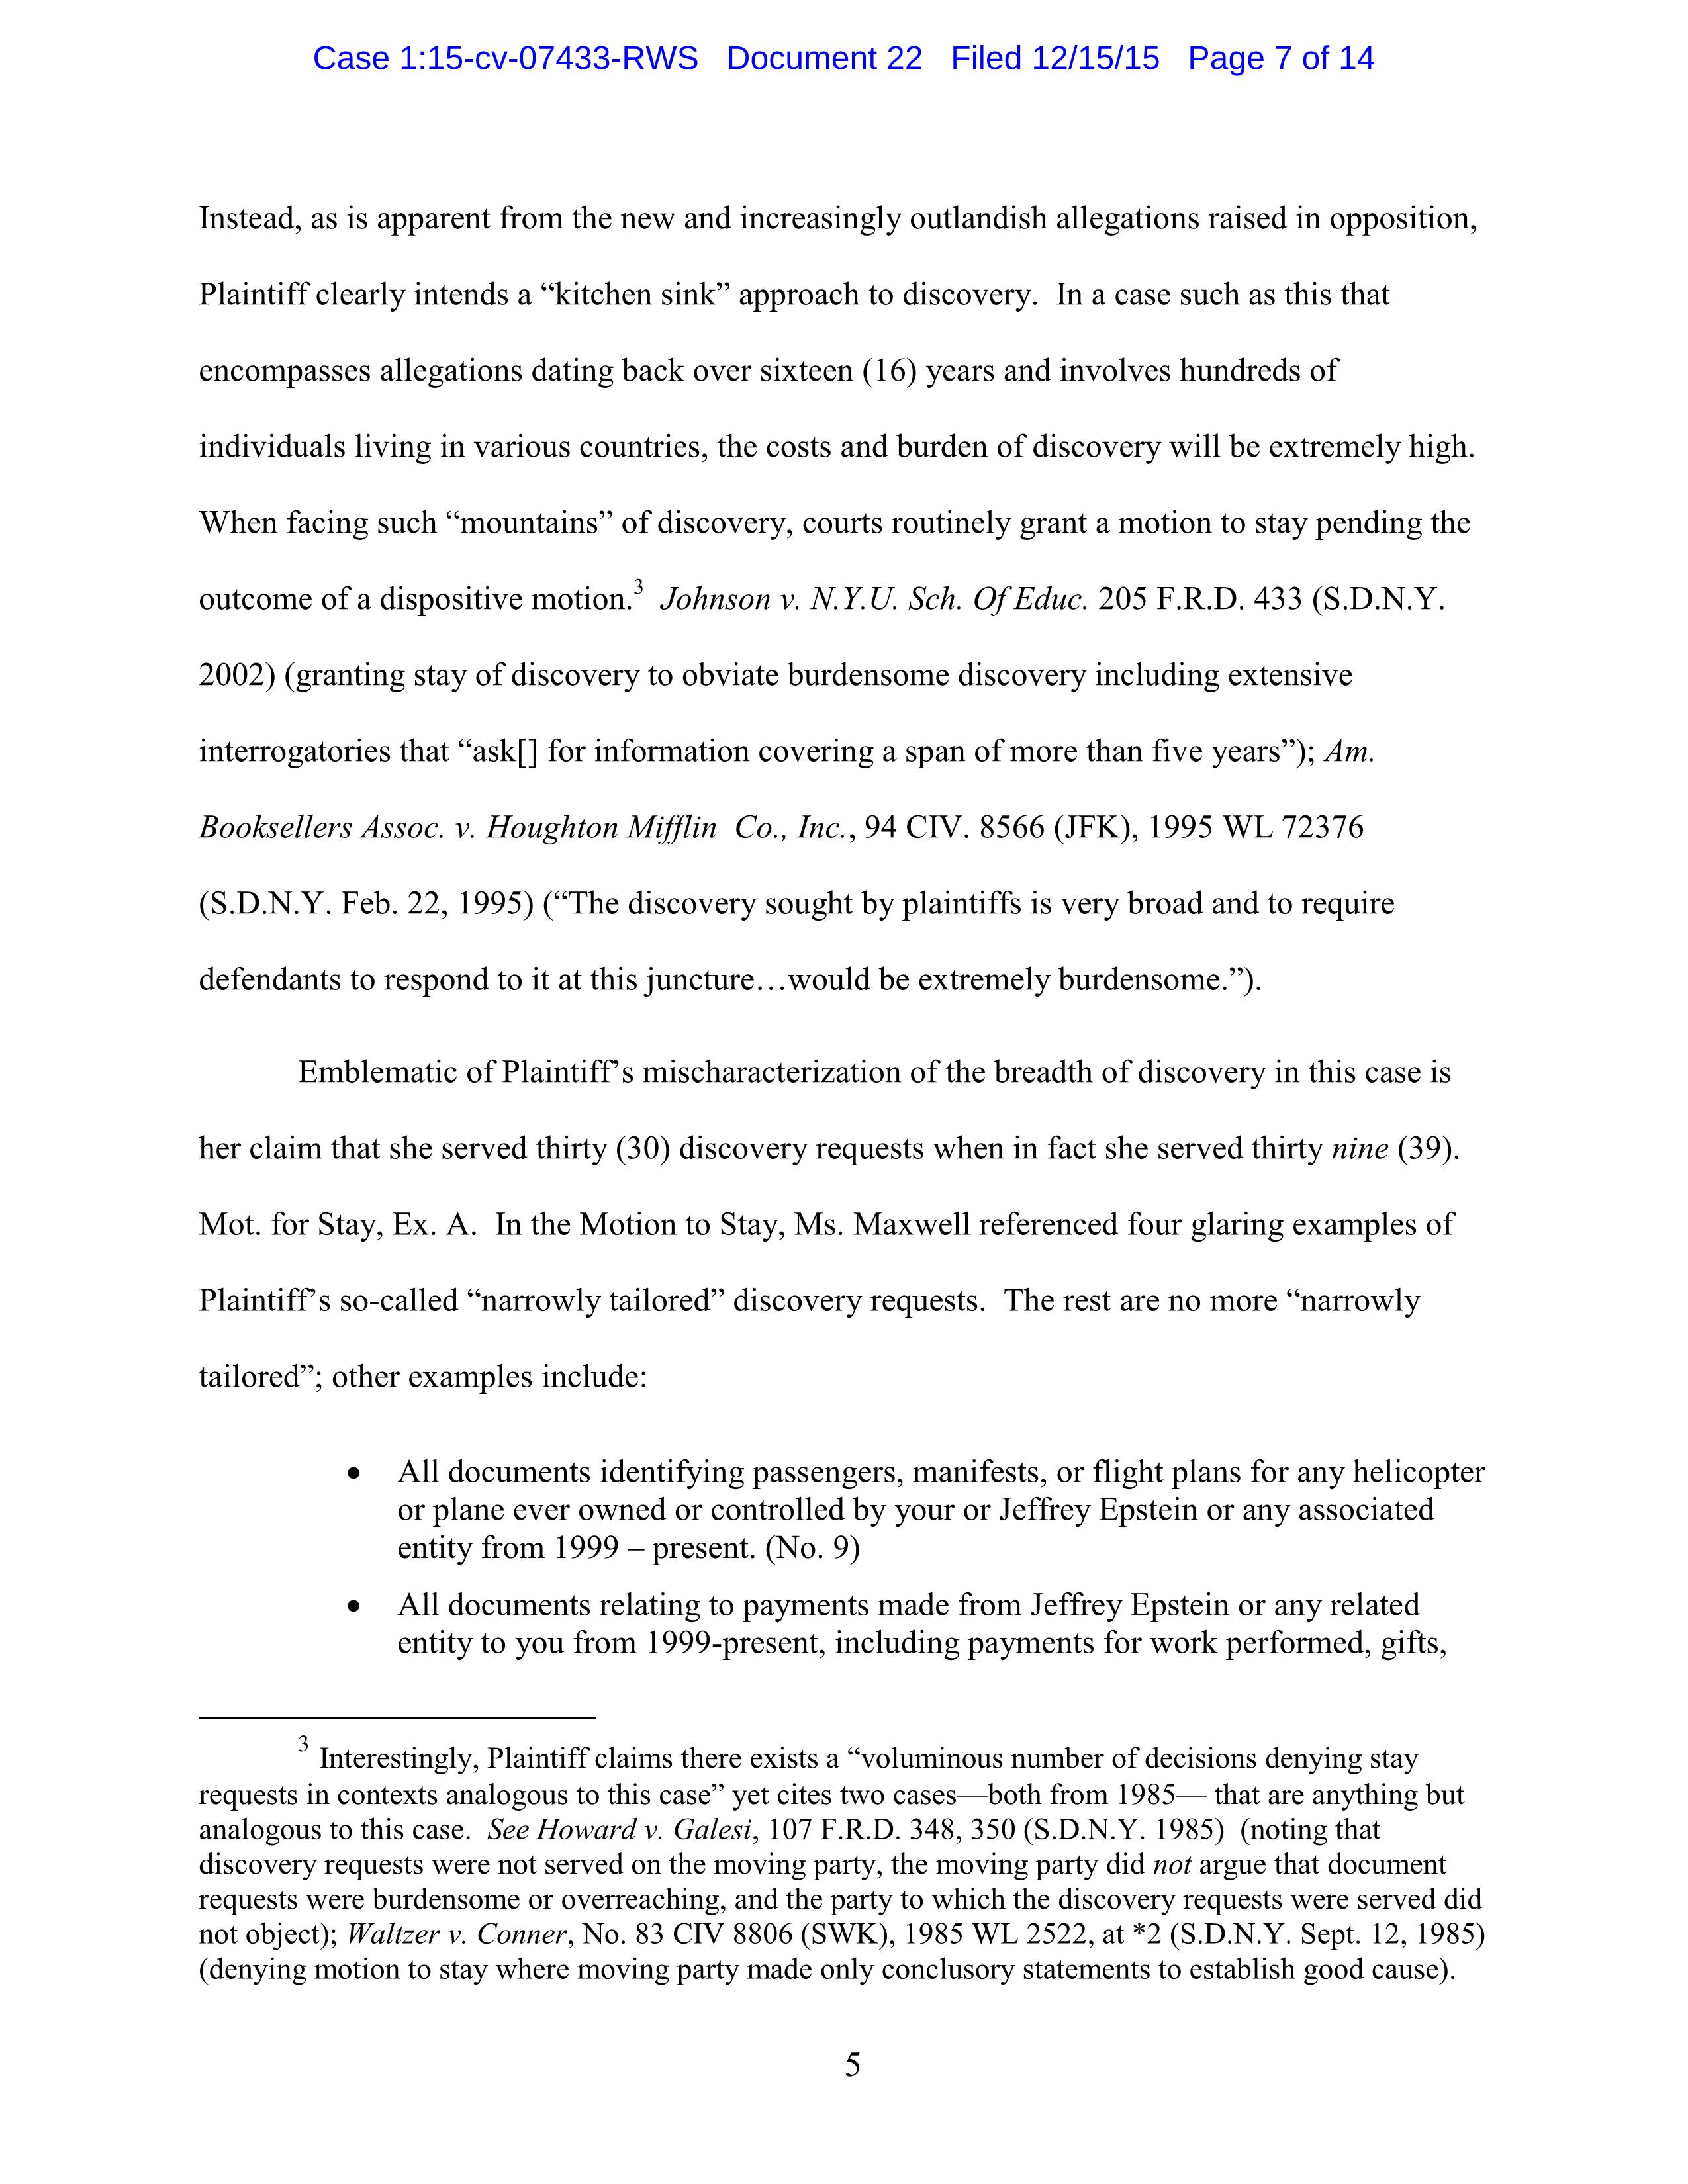 Case 1:15-cv-07433-RWS Document 22 Filed 12/15/15 Page 7 of 14
Instead, as is apparent from the new and increasingly outlandish allegations raised in opposition,
Plaintiff clearly intends a “kitchen sink” approach to discovery.  In a case such as this that
encompasses allegations dating back over sixteen (16) years and involves hundreds of
individuals living in various countries, the costs and burden of discovery will be extremely high.
When facing such “mountains” of discovery, courts routinely grant a motion to stay pending the
outcome of a dispositive motion.3  Johnson v. N.Y.U. Sch. Of Educ. 205 F.R.D. 433 (S.D.N.Y.
2002) (granting stay of discovery to obviate burdensome discovery including extensive
interrogatories that “ask[] for information covering a span of more than five years”); Am.
Booksellers Assoc. v. Houghton Mifflin  Co., Inc., 94 CIV. 8566 (JFK), 1995 WL 72376
(S.D.N.Y. Feb. 22, 1995) (“The discovery sought by plaintiffs is very broad and to require
defendants to respond to it at this juncture…would be extremely burdensome.”).
Emblematic of Plaintiff’s mischaracterization of the breadth of discovery in this case is
her claim that she served thirty (30) discovery requests when in fact she served thirty nine (39).
Mot. for Stay, Ex. A.  In the Motion to Stay, Ms. Maxwell referenced four glaring examples of
Plaintiff’s so-called “narrowly tailored” discovery requests.  The rest are no more “narrowly
tailored”; other examples include:
• All documents identifying passengers, manifests, or flight plans for any helicopter
or plane ever owned or controlled by your or Jeffrey Epstein or any associated
entity from 1999 – present. (No. 9)
• All documents relating to payments made from Jeffrey Epstein or any related
entity to you from 1999-present, including payments for work performed, gifts,
3 Interestingly, Plaintiff claims there exists a “voluminous number of decisions denying stay
requests in contexts analogous to this case” yet cites two cases—both from 1985— that are anything but
analogous to this case.  See Howard v. Galesi, 107 F.R.D. 348, 350 (S.D.N.Y. 1985)  (noting that
discovery requests were not served on the moving party, the moving party did not argue that document
requests were burdensome or overreaching, and the party to which the discovery requests were served did
not object); Waltzer v. Conner, No. 83 CIV 8806 (SWK), 1985 WL 2522, at *2 (S.D.N.Y. Sept. 12, 1985)
(denying motion to stay where moving party made only conclusory statements to establish good cause).
5